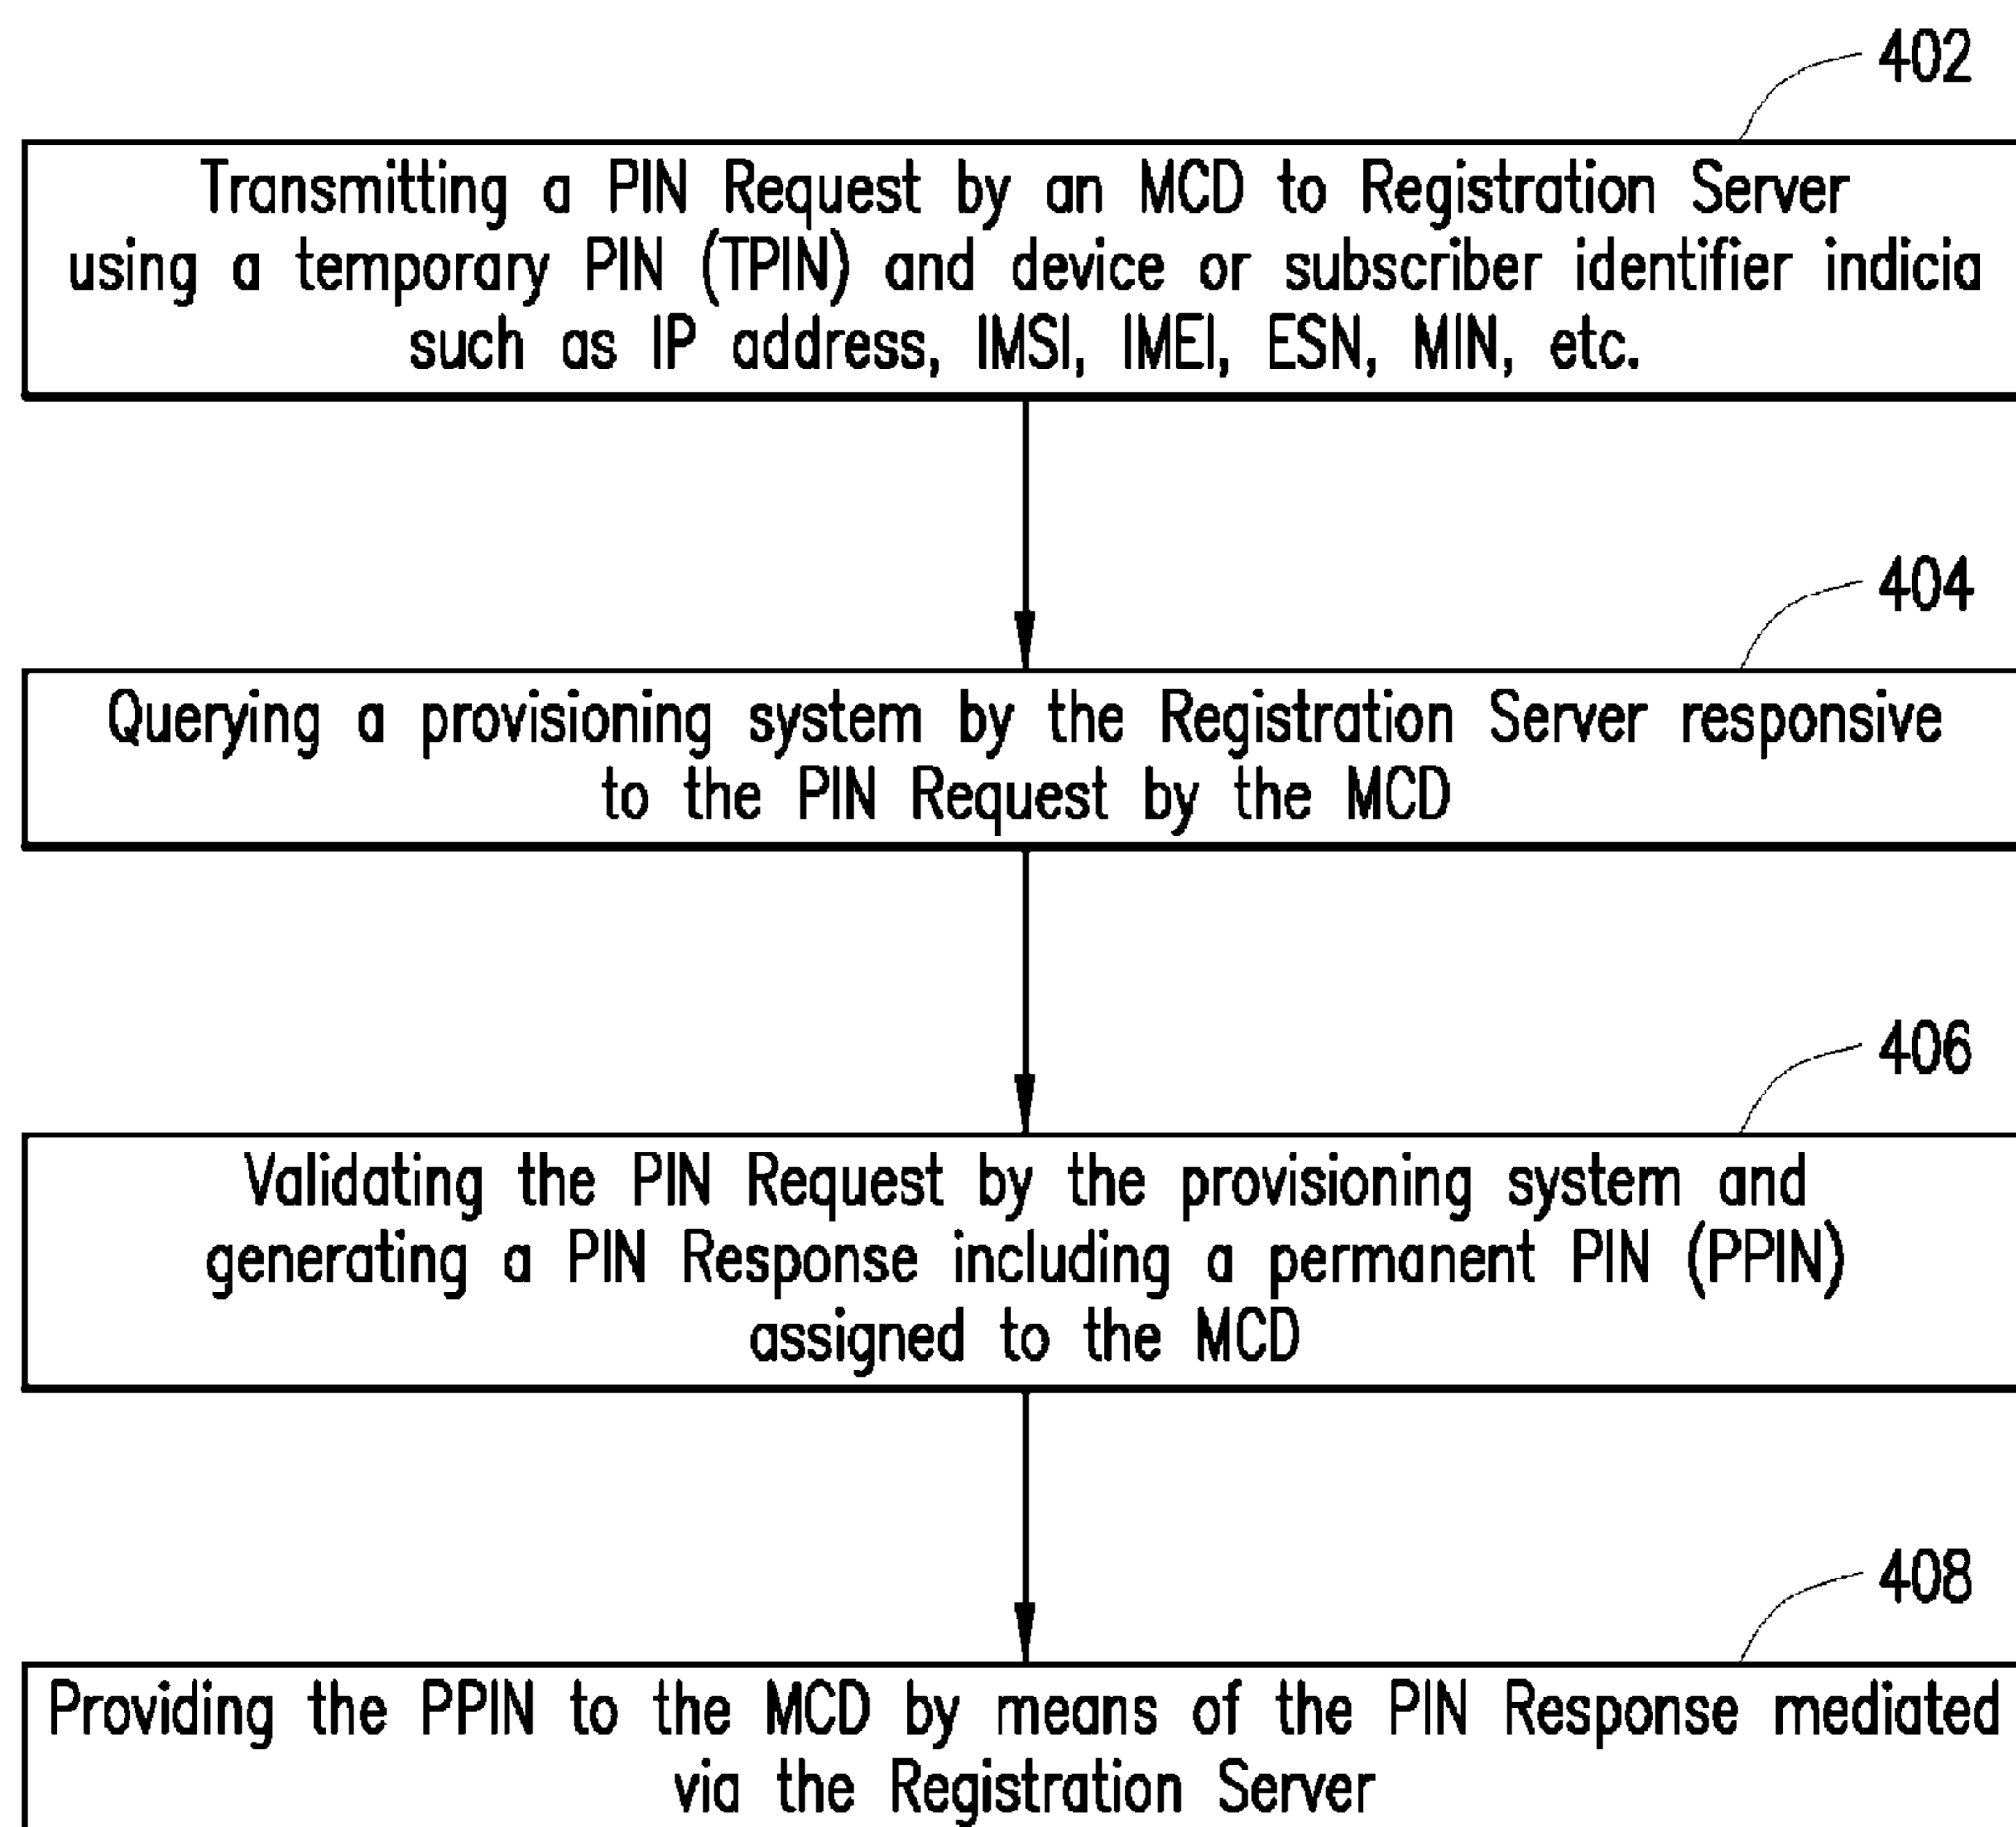 402
Transmitting a PIN Request by an MCD to Registration Server
using a temporary PIN (TPIN) and device or subscriber identifier indicia
such as IP address, IMSI, IMEI, ESN, MIN, etc.
404
Querying a provisioning system by the Registration Server responsive
to the PIN Request by the MCD
406
Validating the PIN Request by the provisioning system and
generating a PIN Response including a permanent PIN (PPIN)
assigned to the MCD
408
Providing the PPIN to the MCD by means of the PIN Response mediated
via the Registration Server